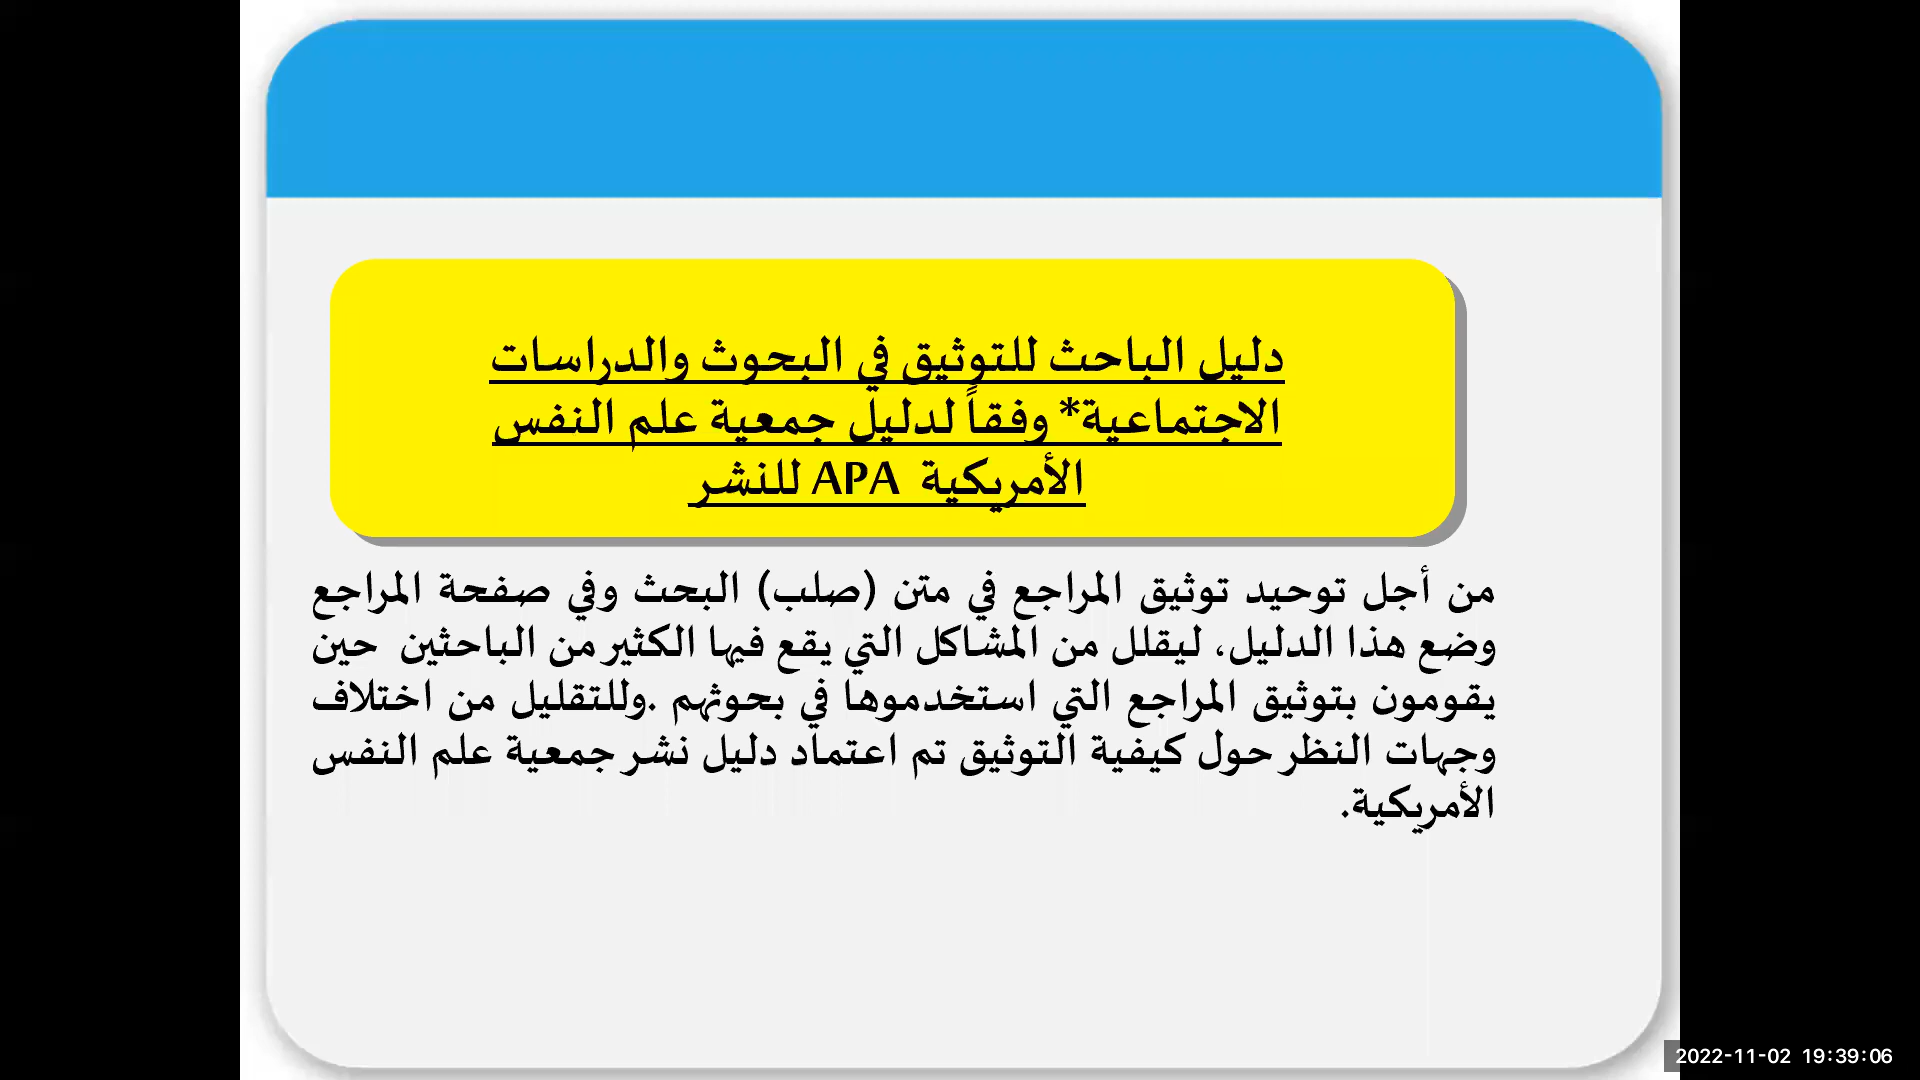 دليل الباحث للتوثيق في البحوث والدراسات
الاجتماعية* وفقاً لدليل جمعية علم النفس
الأمريكية APA للنشر
من أجل توحيد توثيق المراجع في متن (صلب) البحث وفي صفحة المراجع
وضع هذا الدليل، ليقلل من المشاكل التي يقع فيها الكثير من الباحثين حين
يقومون بتوثيق المراجع التي استخدموها في بحوثهم .وللتقليل من اختلاف
وجهات النظر حول كيفية التوثيق تم اعتماد دليل نشر جمعية علم النفس
الأمريكية.
2022-11-02 19:39:06